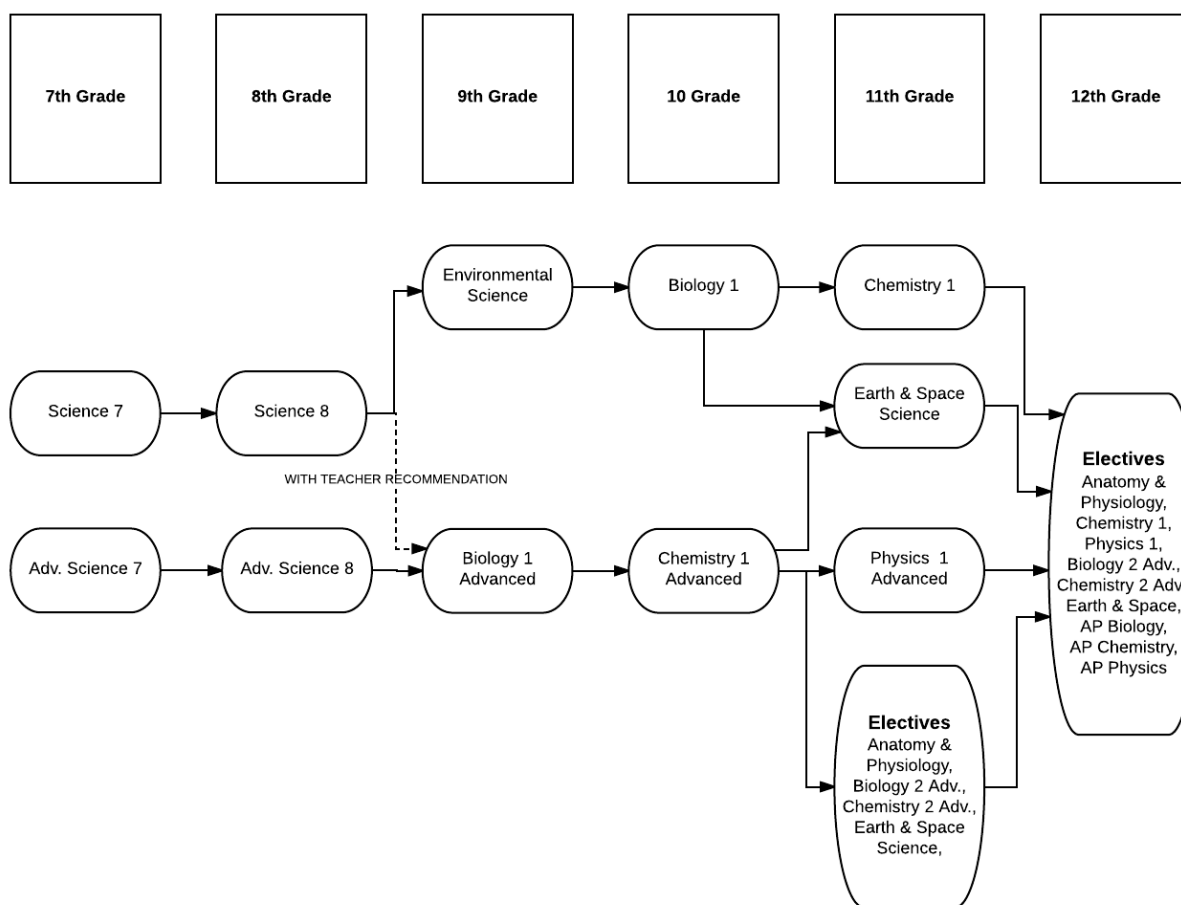 7th Grade
8th Grade
9th Grade
10 Grade
11th Grade
12th Grade
Environmental
Science
Biology 1
Chemistry 1
Science 7
Science 8
Earth & Space
Science
WITH TEACHER RECOMMENDATION
Adv. Science 7
Adv. Science 8
Biology 1
Advanced
Chemistry 1
Advanced
Physics 1
Advanced
Electives
Anatomy &
Physiology,
Biology 2 Adv.,
Chemistry 2 Adv.,
Earth & Space
Science,
Electives
Anatomy &
Physiology,
Chemistry 1,
Physics 1,
Biology 2 Adv.,
Chemistry 2 Adv
Earth & Space,
AP Biology,
AP Chemistry,
AP Physics